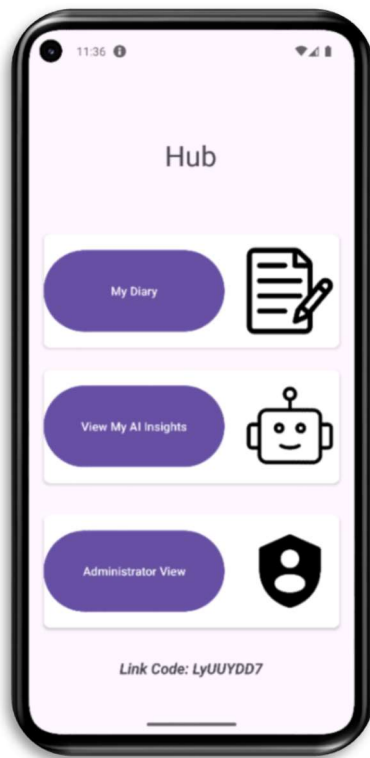 11:36
Hub
My Diary
View My AI Insights
Administrator View
Link Code: LyUUYDD7